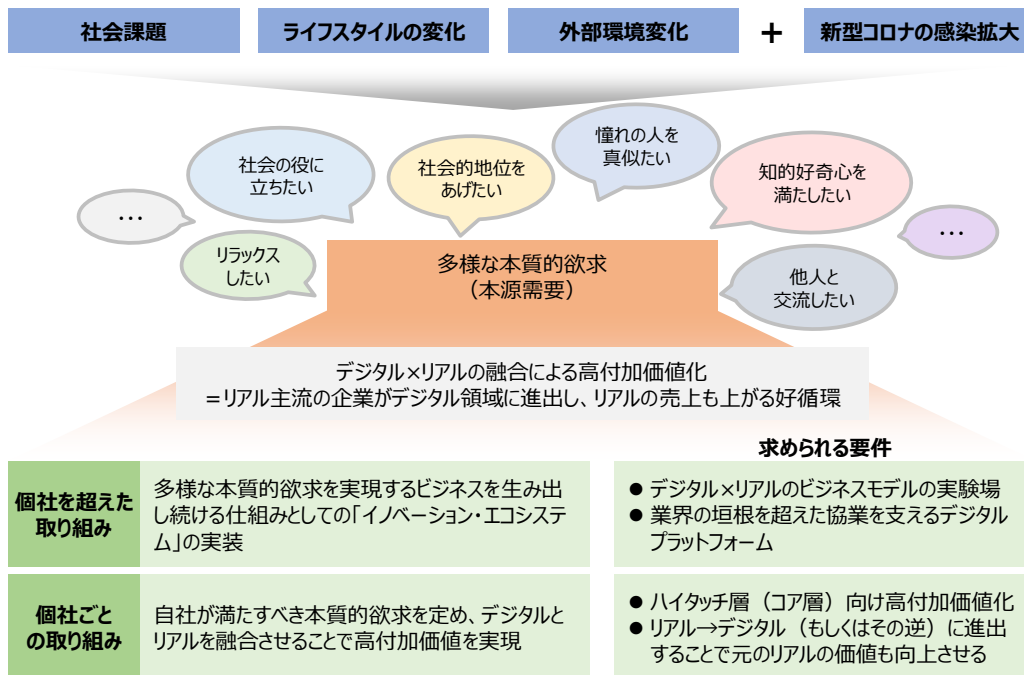 社会課題
ライフスタイルの変化
外部環境変化
+
新型コロナの感染拡大
憧れの人を
真似たい
社会の役に
立ちたい
社会的地位を
あげたい
知的好奇心を
満たしたい
…
…
リラックス
したい
多様な本質的欲求
（本源需要）
他人と
交流したい
デジタル×リアルの融合による高付加価値化
＝リアル主流の企業がデジタル領域に進出し、リアルの売上も上がる好循環
求められる要件
個社を超えた
取り組み
多様な本質的欲求を実現するビジネスを生み出
し続ける仕組みとしての「イノベーション・エコシステ
ム」の実装
● デジタル×リアルのビジネスモデルの実験場
● 業界の垣根を超えた協業を支えるデジタル
プラットフォーム
個社ごと
の取り組み
自社が満たすべき本質的欲求を定め、デジタルと
リアルを融合させることで高付加価値を実現
● ハイタッチ層（コア層）向け高付加価値化
● リアル→デジタル（もしくはその逆）に進出
することで元のリアルの価値も向上させる